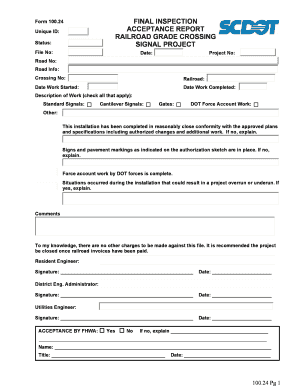 Form 100.24
FINAL INSPECTION
ACCEPTANCE REPORT
RAILROAD GRADE CROSSING
SIGNAL PROJECT
SCDOT
Unique ID:
Status:
File No: Date: Project No:
Road No:
Road Info:
Crossing No: Railroad:
Date Work Started: Date Work Completed:
Description of Work (check all that apply):
Standard Signals: Cantilever Signals: Gates: DOT Force Account Work:
Other:
This installation has been completed in reasonably close conformity with the approved plans
and specifications including authorized changes and additional work. If no, explain.
Signs and pavement markings as indicated on the authorization sketch are in place. If no,
explain.
Force account work by DOT forces is complete.
Situations occurred during the installation that could result in a project overrun or underun. If
yes, explain.
Comments
To my knowledge, there are no other charges to be made against this file, it is recommended the project
be closed once railroad invoices have been paid.
Resident Engineer:
Signature: Date:
District Eng. Administrator:
Signature: Date:
Utilities Engineer:
Signature: Date:
ACCEPTANCE BY FHWA: Yes No If no, explain
Name:
Title: Date:
100.24 Pg 1